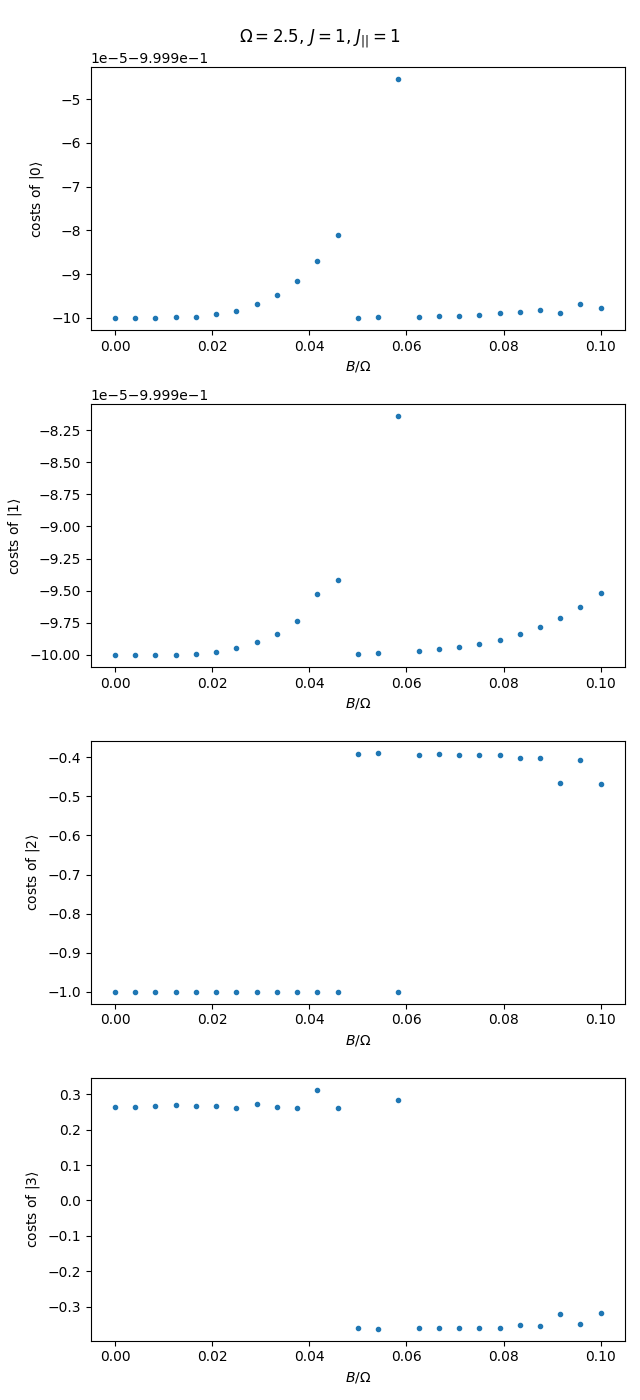 Ω = 2.5, J = 1, J_{||} = 1
1e−5−9.999e−1
−5
−6
−7
−8
−9
−10
costs of |0⟩
0.00 0.02 0.04 0.06 0.08 0.10
B/Ω
1e−5−9.999e−1
−8.25
−8.50
−8.75
−9.00
−9.25
−9.50
−9.75
−10.00
costs of |1⟩
0.00 0.02 0.04 0.06 0.08 0.10
B/Ω
−0.4
−0.5
−0.6
−0.7
−0.8
−0.9
−1.0
costs of |2⟩
0.00 0.02 0.04 0.06 0.08 0.10
B/Ω
0.3
0.2
0.1
0.0
−0.1
−0.2
−0.3
costs of |3⟩
0.00 0.02 0.04 0.06 0.08 0.10
B/Ω